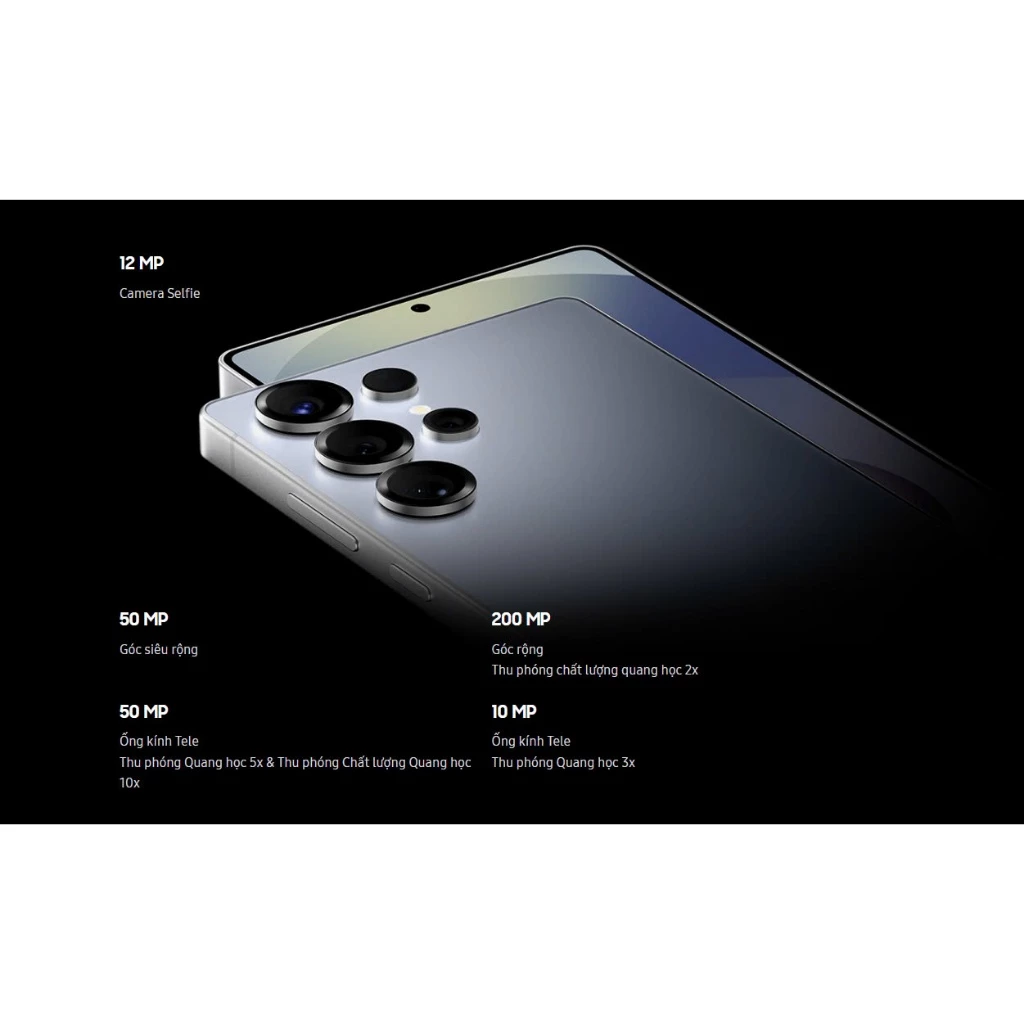 12 MP
Camera Selfie
50 MP
Góc siêu rộng
200 MP
Góc rộng
Thu phóng chất lượng quang học 2x
50 MP
Ống kính Tele
Thu phóng Quang học 5x & Thu phóng Chất lượng Quang học
10x
10 MP
Ống kính Tele
Thu phóng Quang học 3x